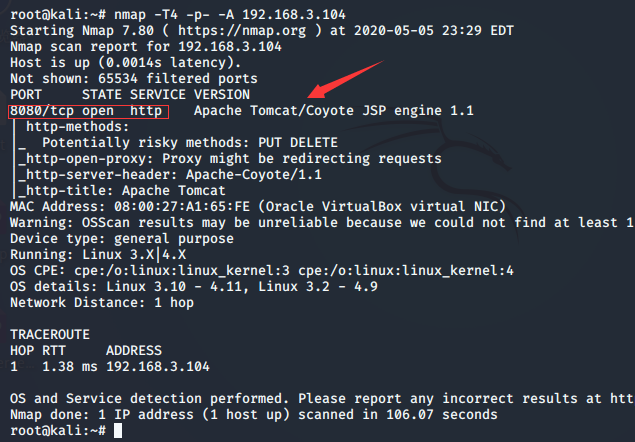 root@kali:~# nmap -T4 -p- -A 192.168.3.104
Starting Nmap 7.80 ( https://nmap.org ) at 2020-05-05 23:29 EDT
Nmap scan report for 192.168.3.104
Host is up (0.0014s latency).
Not shown: 65534 filtered ports
PORT     STATE SERVICE VERSION
8080/tcp open  http    Apache Tomcat/Coyote JSP engine 1.1
| http-methods:
|_  Potentially risky methods: PUT DELETE
|_http-open-proxy: Proxy might be redirecting requests
|_http-server-header: Apache-Coyote/1.1
|_http-title: Apache Tomcat
MAC Address: 08:00:27:A1:65:FE (Oracle VirtualBox virtual NIC)
Warning: OSScan results may be unreliable because we could not find at least 1
Device type: general purpose
Running: Linux 3.X|4.X
OS CPE: cpe:/o:linux:linux_kernel:3 cpe:/o:linux:linux_kernel:4
OS details: Linux 3.10 - 4.11, Linux 3.2 - 4.9
Network Distance: 1 hop
TRACEROUTE
HOP RTT     ADDRESS
1   1.38 ms 192.168.3.104
OS and Service detection performed. Please report any incorrect results at htt
Nmap done: 1 IP address (1 host up) scanned in 106.07 seconds
root@kali:~#